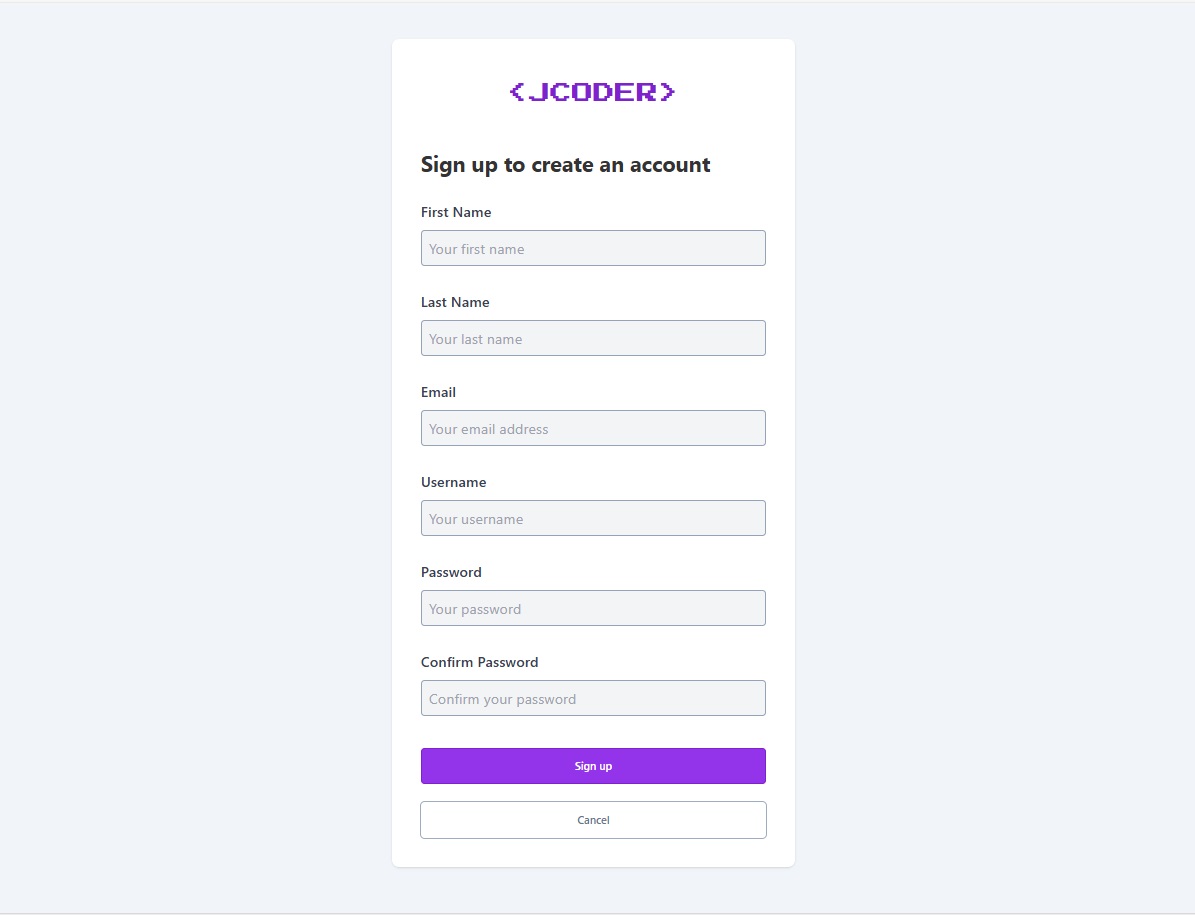 <JCODER>
Sign up to create an account
First Name
Your first name
Last Name
Your last name
Email
Your email address
Username
Your username
Password
Your password
Confirm Password
Confirm your password
Sign up
Cancel